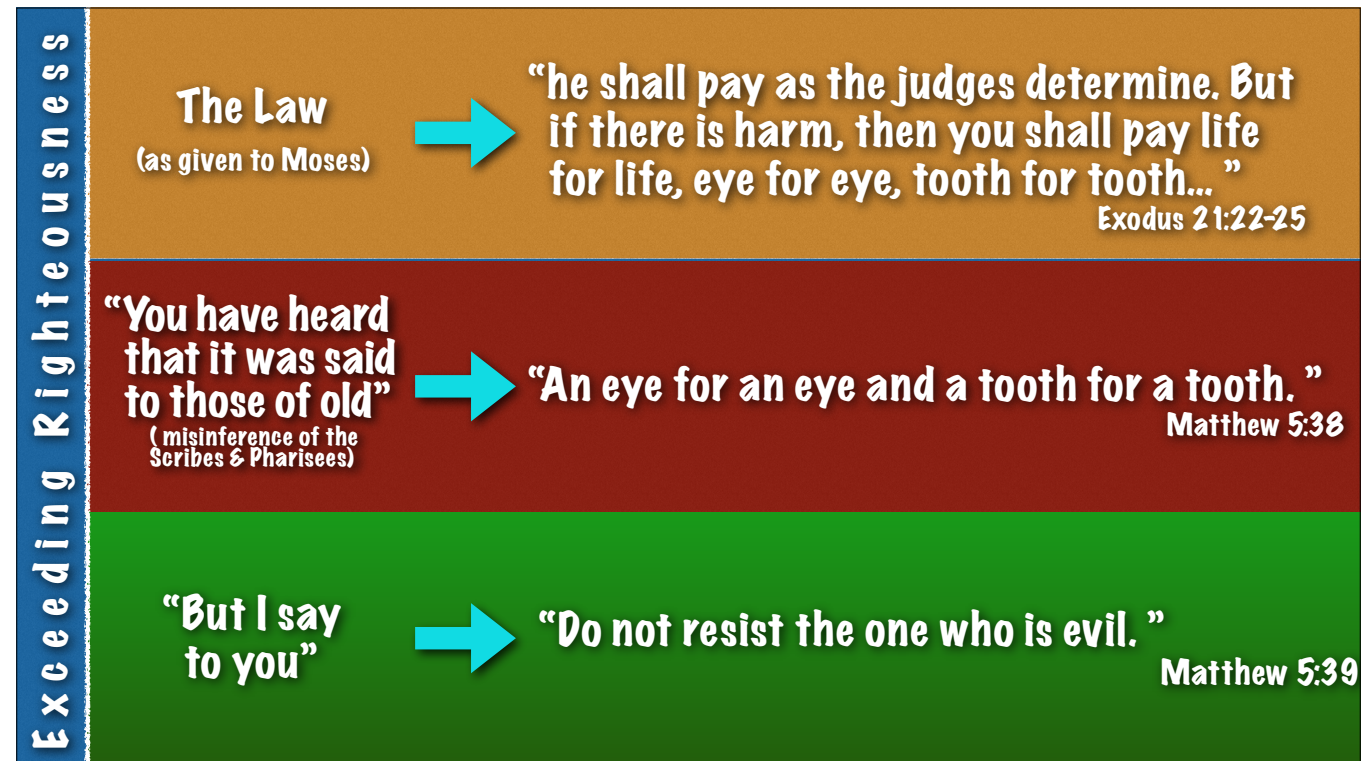 Exceeding Righteousness
The Law
(as given to Moses)
“he shall pay as the judges determine. But
if there is harm, then you shall pay life
for life, eye for eye, tooth for tooth... ”
Exodus 21:22-25
“You have heard
that it was said
to those of old”
( misinference of the
Scribes & Pharisees)
“An eye for an eye and a tooth for a tooth. ”
Matthew 5:38
“But I say
to you”
“Do not resist the one who is evil. ”
Matthew 5:39